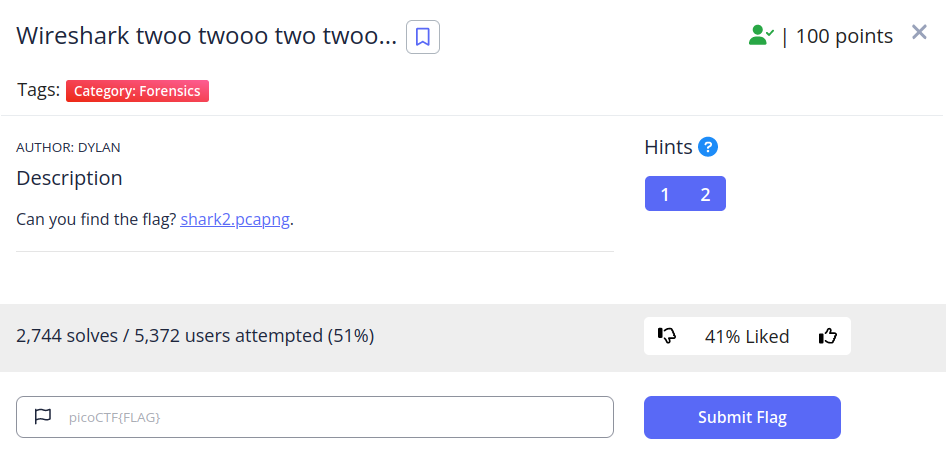 Wireshark twoo twooo two twoo...
| 100 points
Tags: Category: Forensics
AUTHOR: DYLAN
Description
Can you find the flag? shark2.pcapng.
Hints ?
1 2
2,744 solves / 5,372 users attempted (51%)
41% Liked
picoCTF{FLAG}
Submit Flag